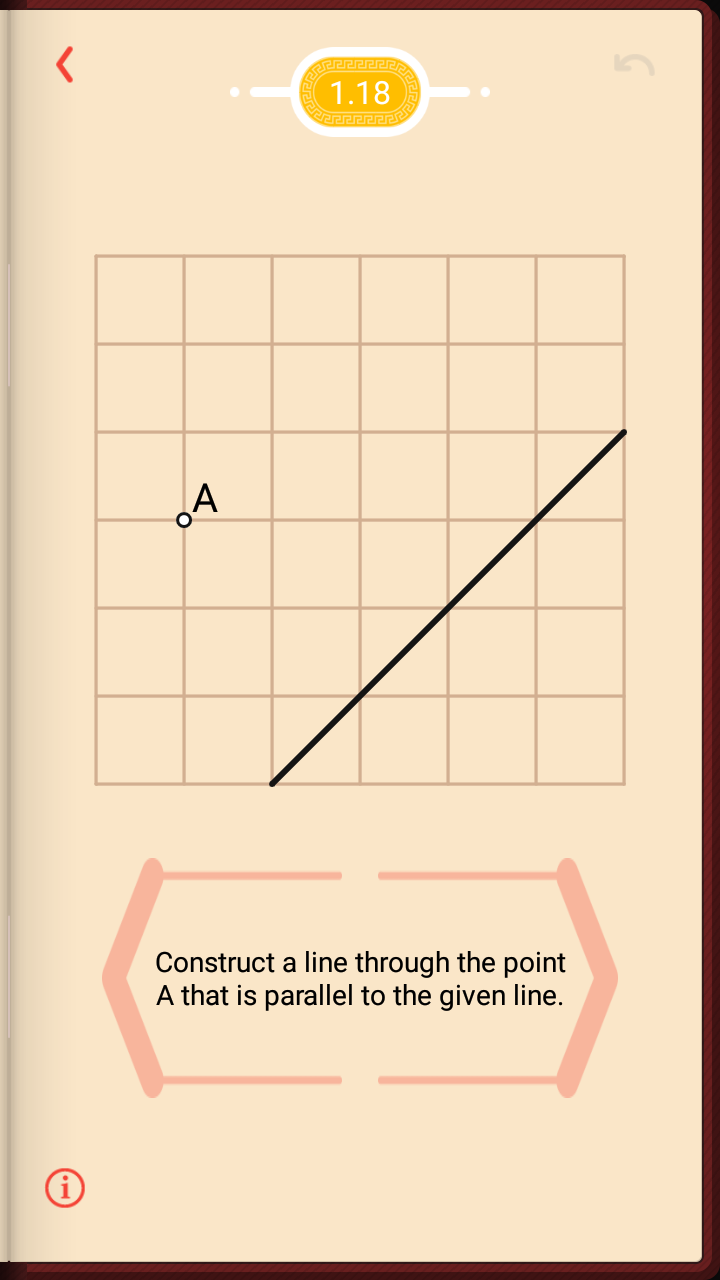 1.18
A
Construct a line through the point
A that is parallel to the given line.
i